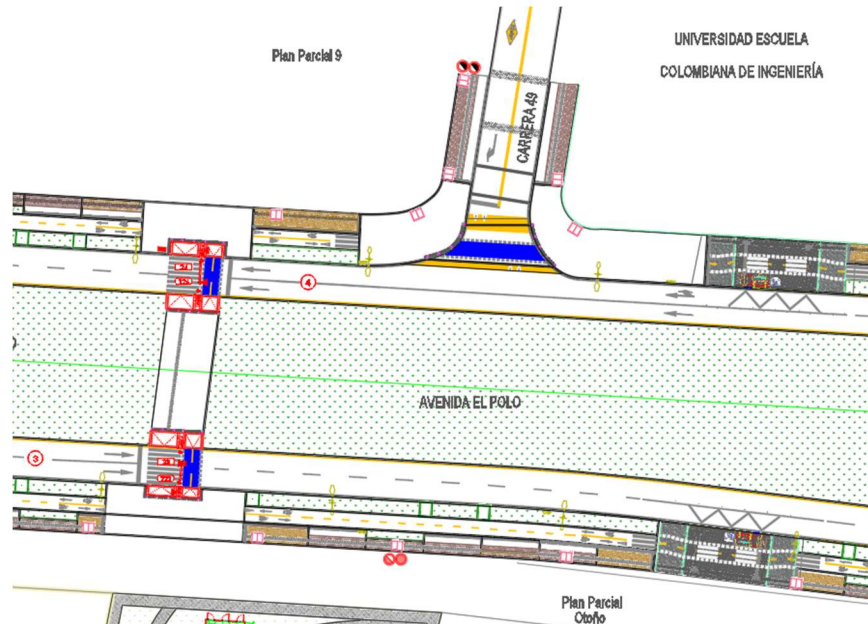 Plan Parcial 9
UNIVERSIDAD ESCUELA
COLOMBIANA DE INGENIERÍA
CARRERA 49
4
AVENIDA EL POLO
3
Plan Parcial
Otoño